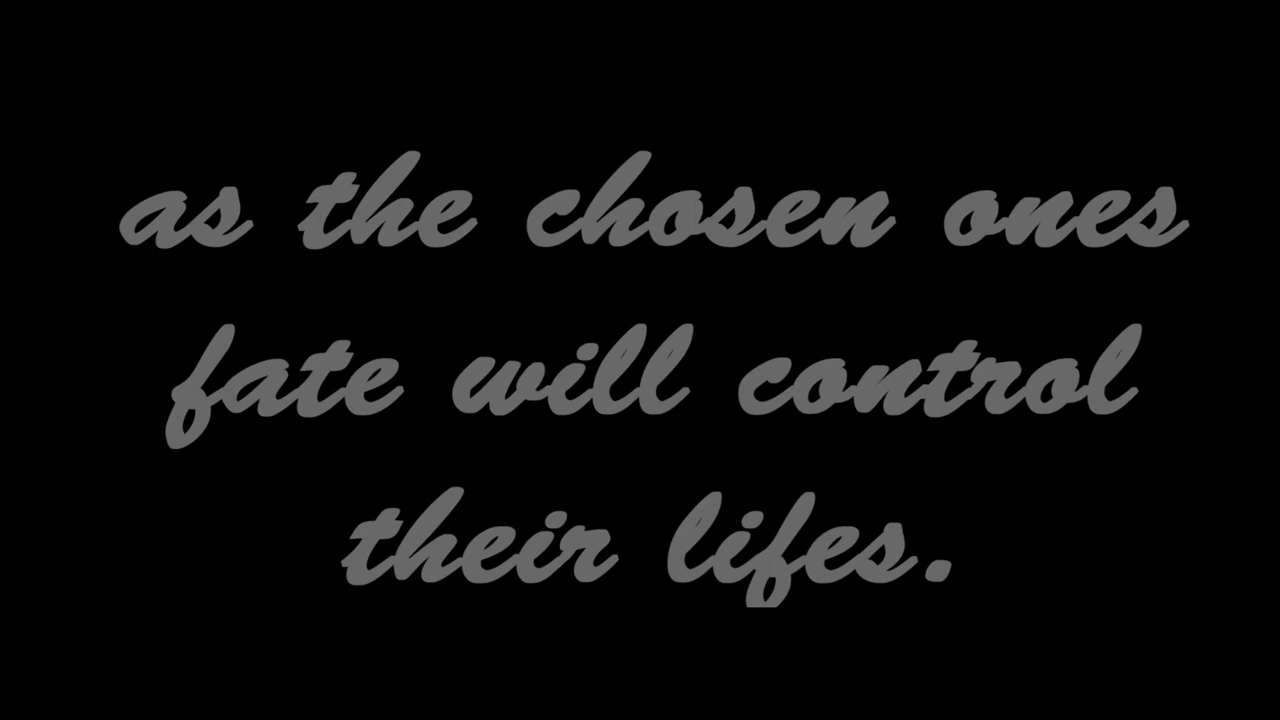 as the chosen ones
fate will control
their lifes.